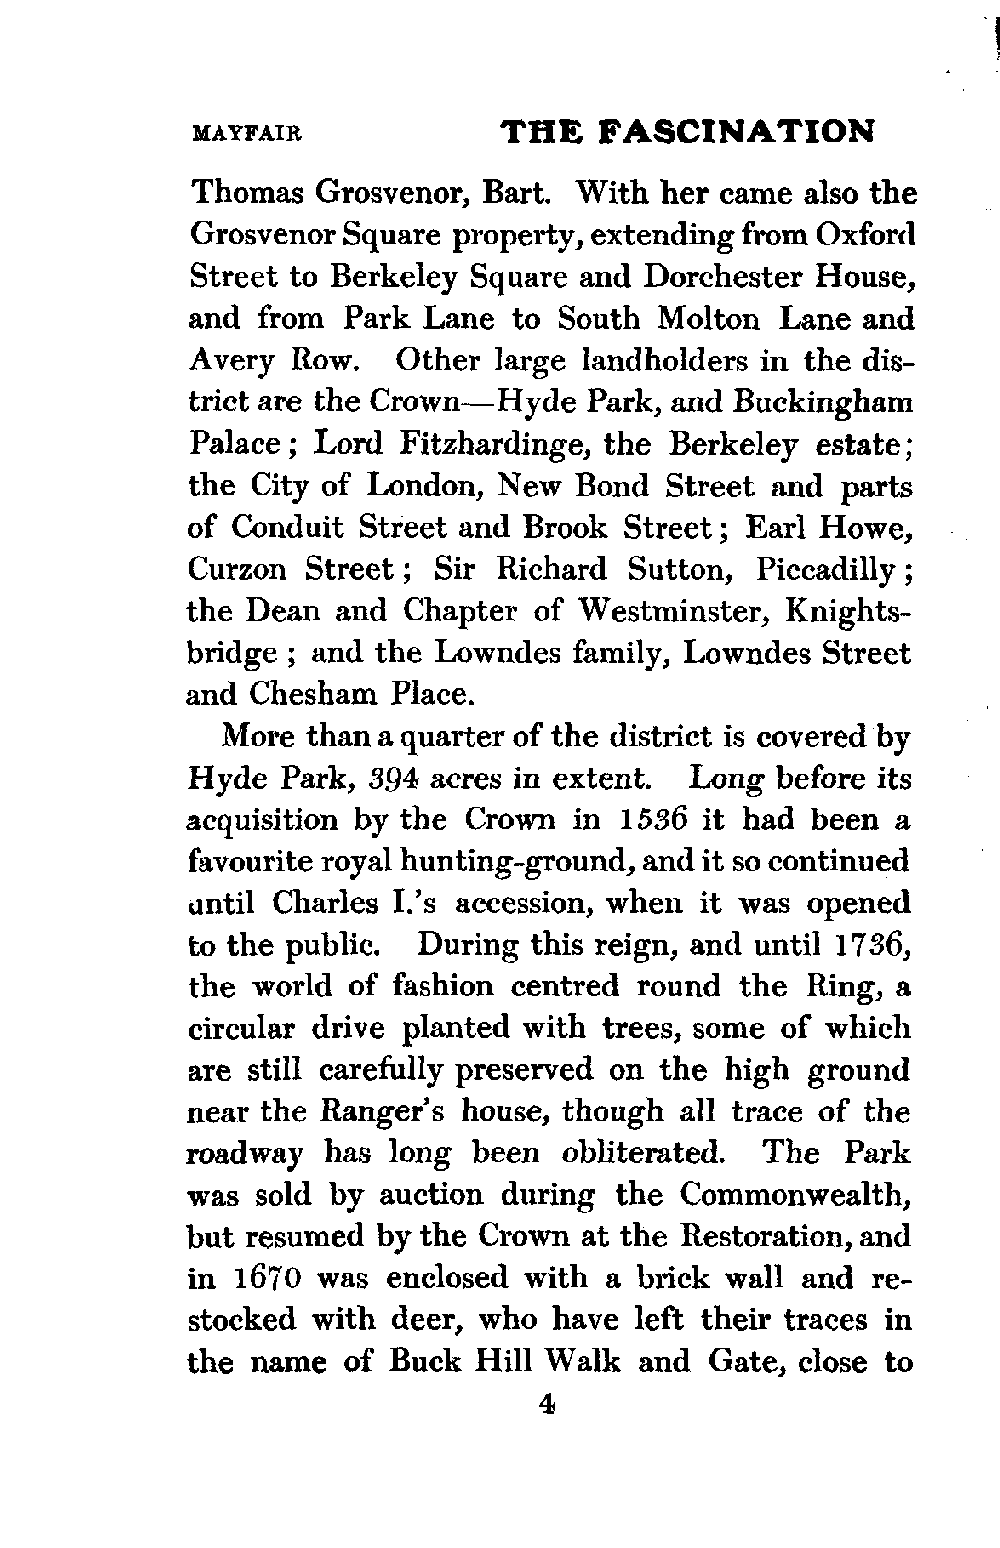 MAYFAIR THE FASCINATION
Thomas Grosvenor, Bart. With her came also the
Grosvenor Square property, extending from Oxford
Street to Berkeley Square and Dorchester House,
and from Park Lane to South Molton Lane and
Avery Row. Other large landholders in the dis-
trict are the Crown—Hyde Park, and Buckingham
Palace; Lord Fitzhardinge, the Berkeley estate;
the City of London, New Bond Street and parts
of Conduit Street and Brook Street; Earl Howe,
Curzon Street; Sir Richard Sutton, Piccadilly;
the Dean and Chapter of Westminster, Knights-
bridge; and the Lowndes family, Lowndes Street
and Chesham Place.
More than a quarter of the district is covered by
Hyde Park, 394 acres in extent. Long before its
acquisition by the Crown in 1536 it had been a
favourite royal hunting-ground, and it so continued
until Charles I.'s accession, when it was opened
to the public. During this reign, and until 1736,
the world of fashion centred round the Ring, a
circular drive planted with trees, some of which
are still carefully preserved on the high ground
near the Ranger's house, though all trace of the
roadway has long been obliterated. The Park
was sold by auction during the Commonwealth,
but resumed by the Crown at the Restoration, and
in 1670 was enclosed with a brick wall and re-
stocked with deer, who have left their traces in
the name of Buck Hill Walk and Gate, close to
4